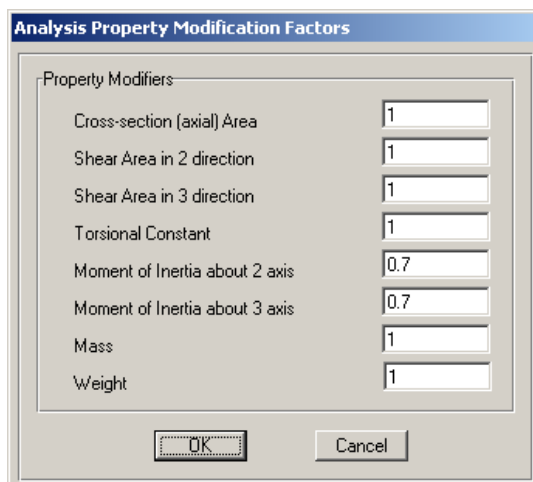 Analysis Property Modification Factors
Property Modifiers
Cross-section (axial) Area 1
Shear Area in 2 direction 1
Shear Area in 3 direction 1
Torsional Constant 1
Moment of Inertia about 2 axis 0.7
Moment of Inertia about 3 axis 0.7
Mass 1
Weight 1
OK Cancel